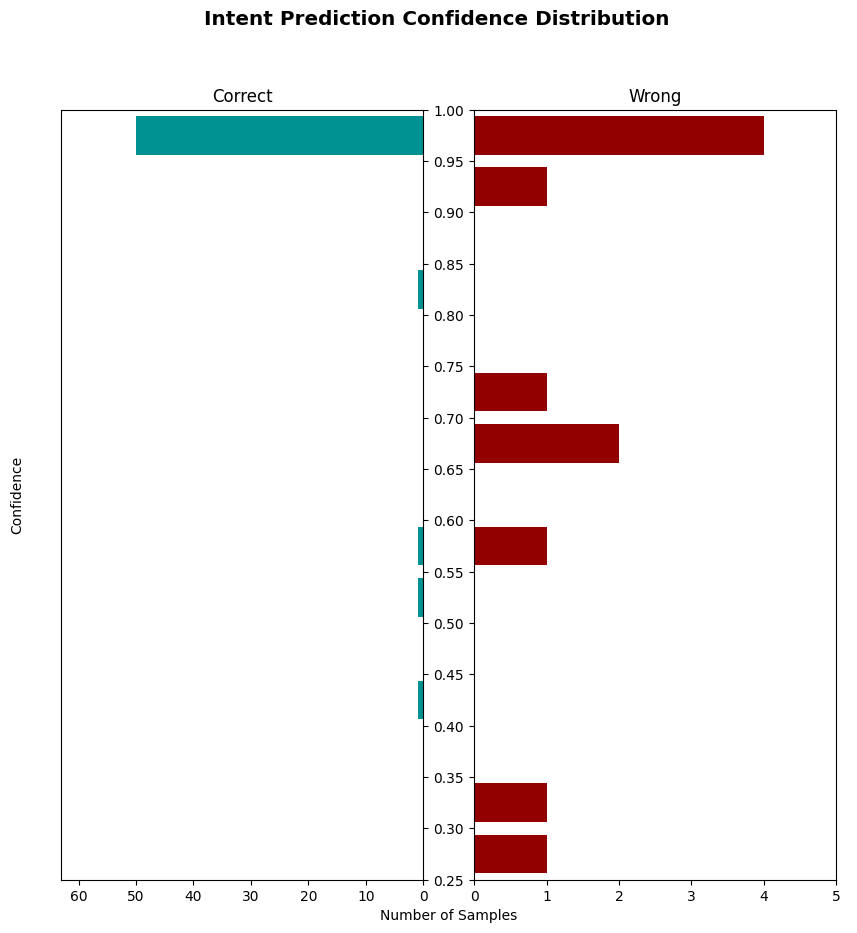 Intent Prediction Confidence Distribution
Correct
Wrong
1.00
0.95
0.90
0.85
0.80
0.75
0.70
0.65
0.60
0.55
0.50
0.45
0.40
0.35
0.30
0.25
Confidence
60 50 40 30 20 10 0
0 1 2 3 4 5
Number of Samples